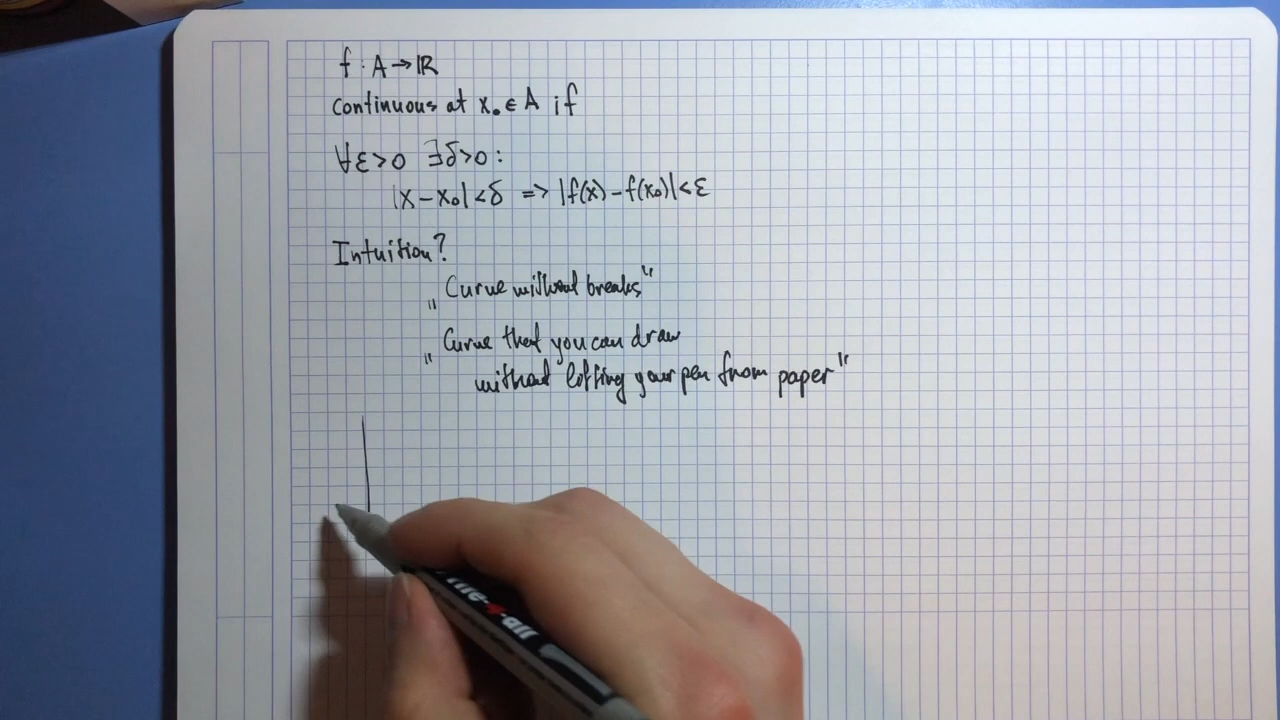 f : A → ℝ
continuous at x₀ ∈ A if
∀ε>0 ∃δ>0:
|x-x₀|<δ => |f(x)-f(x₀)|<ε
Intuition?
„Curve without breaks“
„Curve that you can draw
without lifting your pen from paper“